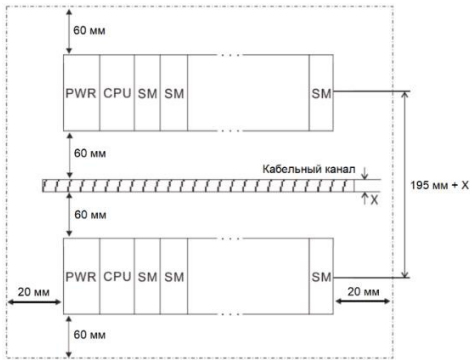 60 мм
PWR CPU SM SM ... SM
60 мм
Кабельный канал
195 мм + X
X
60 мм
PWR CPU SM SM ... SM
20 мм
20 мм
60 мм